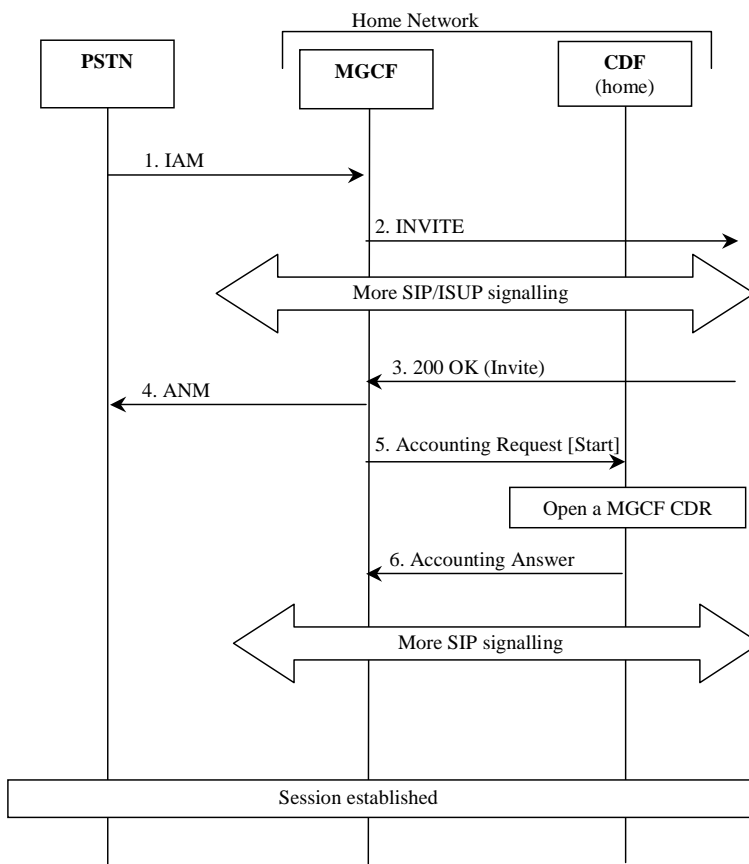 Home Network
PSTN
MGCF
CDF
(home)
1. IAM
2. INVITE
More SIP/ISUP signalling
3. 200 OK (Invite)
4. ANM
5. Accounting Request [Start]
Open a MGCF CDR
6. Accounting Answer
More SIP signalling
Session established